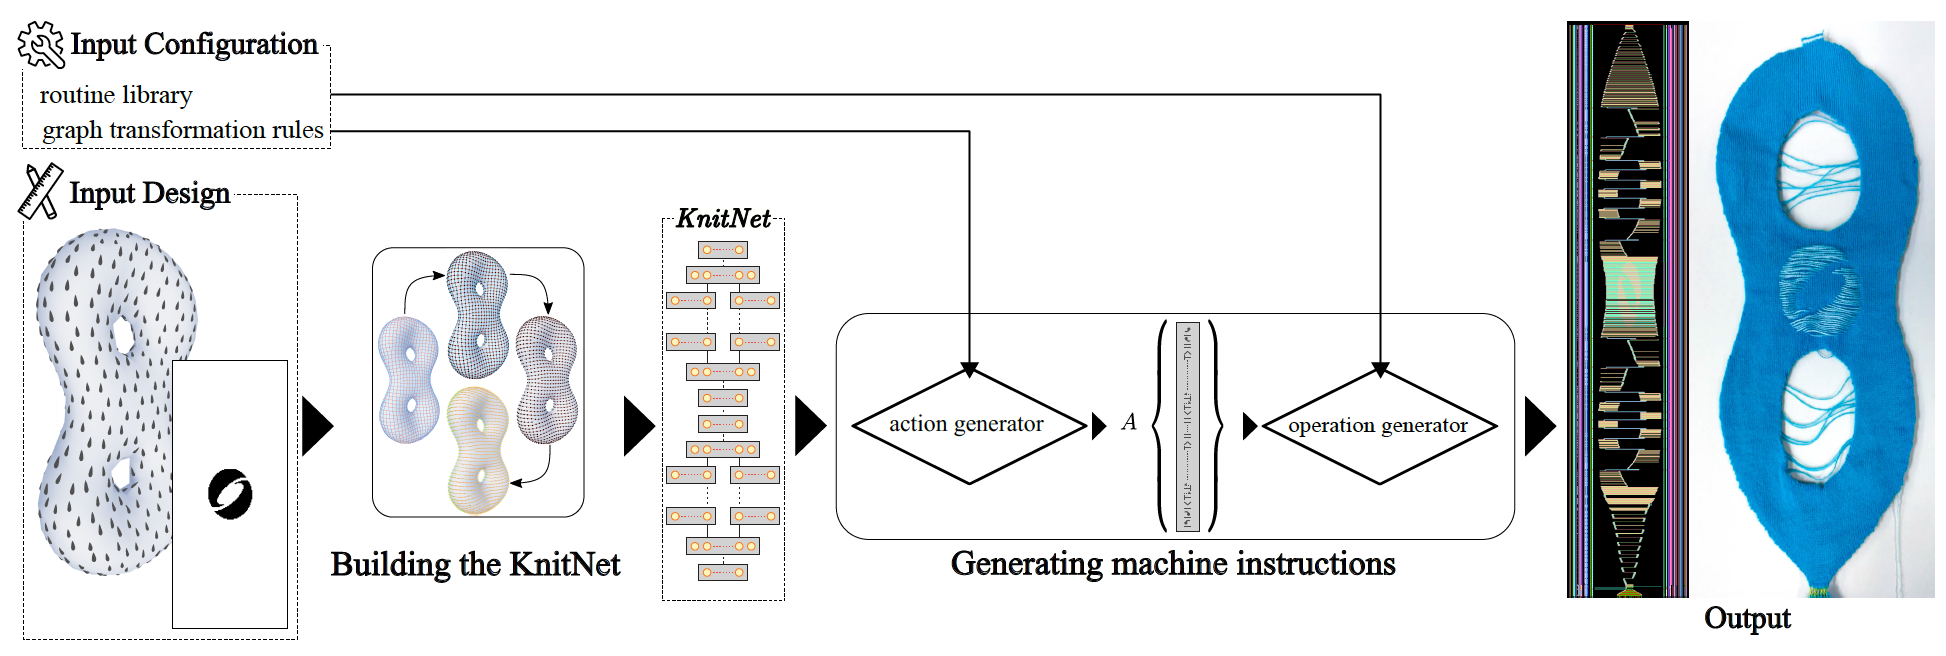 Input Configuration
routine library
graph transformation rules
Input Design
KnitNet
action generator
A
operation generator
Building the KnitNet
Generating machine instructions
Output